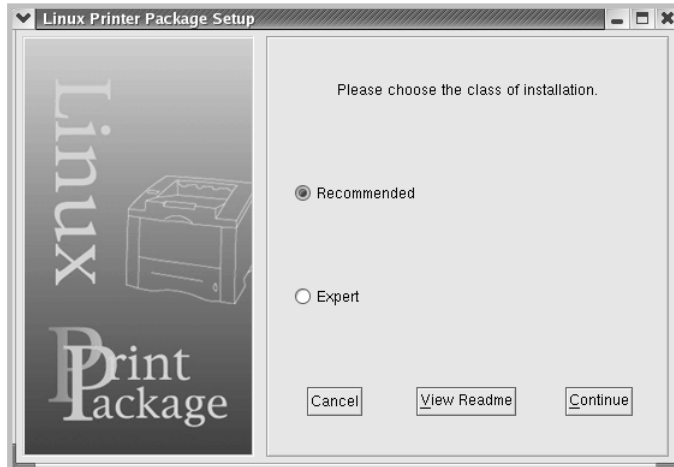 Linux Printer Package Setup
Linux
Print
Package
Please choose the class of installation.
Recommended
Expert
Cancel
View Readme
Continue